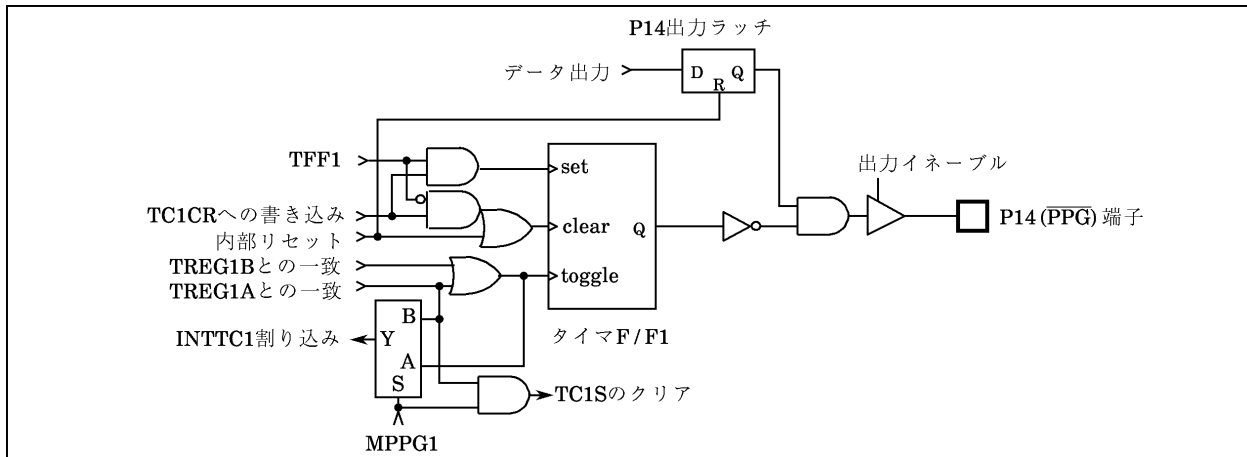 P14出力ラッチ
データ出力
D
Q
R
TFF1
set
出力イネーブル
TC1CRへの書き込み
内部リセット
clear
Q
P14 (PPG) 端子
TREG1Bとの一致
TREG1Aとの一致
toggle
INTTC1割り込み
B
Y
A
S
タイマF/F1
TC1Sのクリア
MPPG1